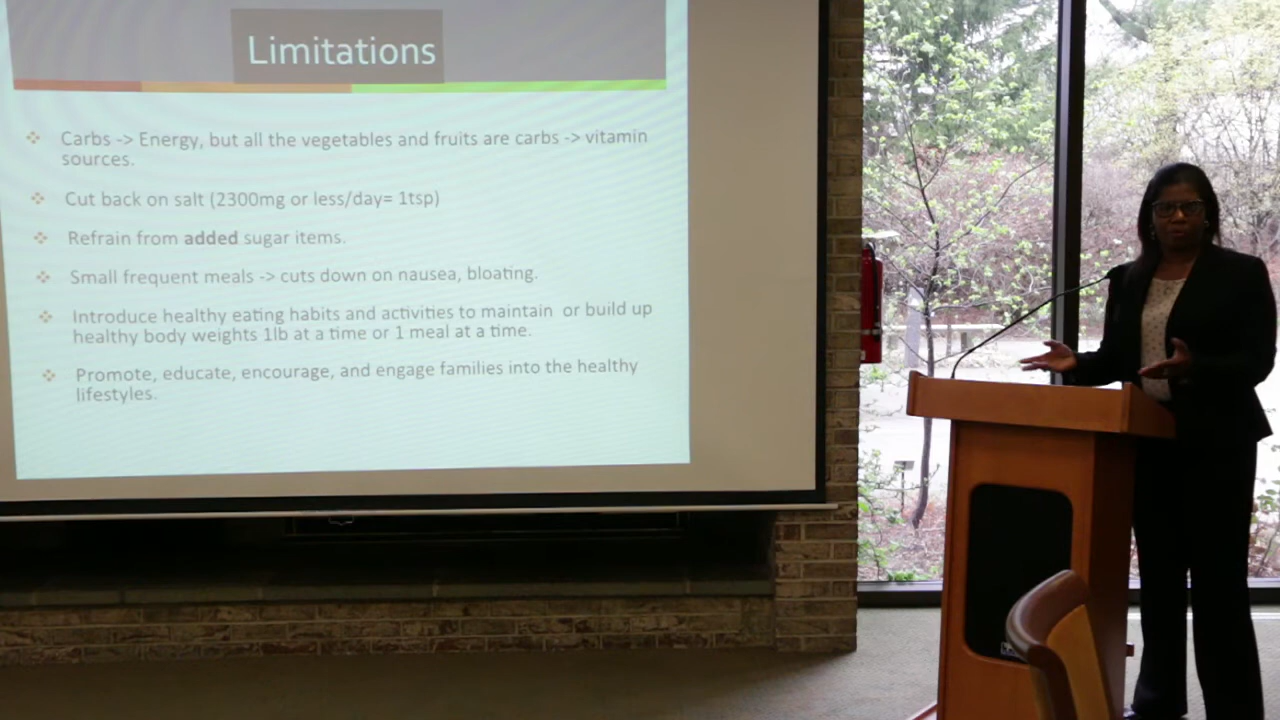 Limitations
Carbs -> Energy, but all the vegetables and fruits are carbs -> vitamin
sources.
Cut back on salt (2300mg or less/day= 1tsp)
Refrain from added sugar items.
Small frequent meals -> cuts down on nausea, bloating.
Introduce healthy eating habits and activities to maintain or build up
healthy body weights 1lb at a time or 1 meal at a time.
Promote, educate, encourage, and engage families into the healthy
lifestyles.